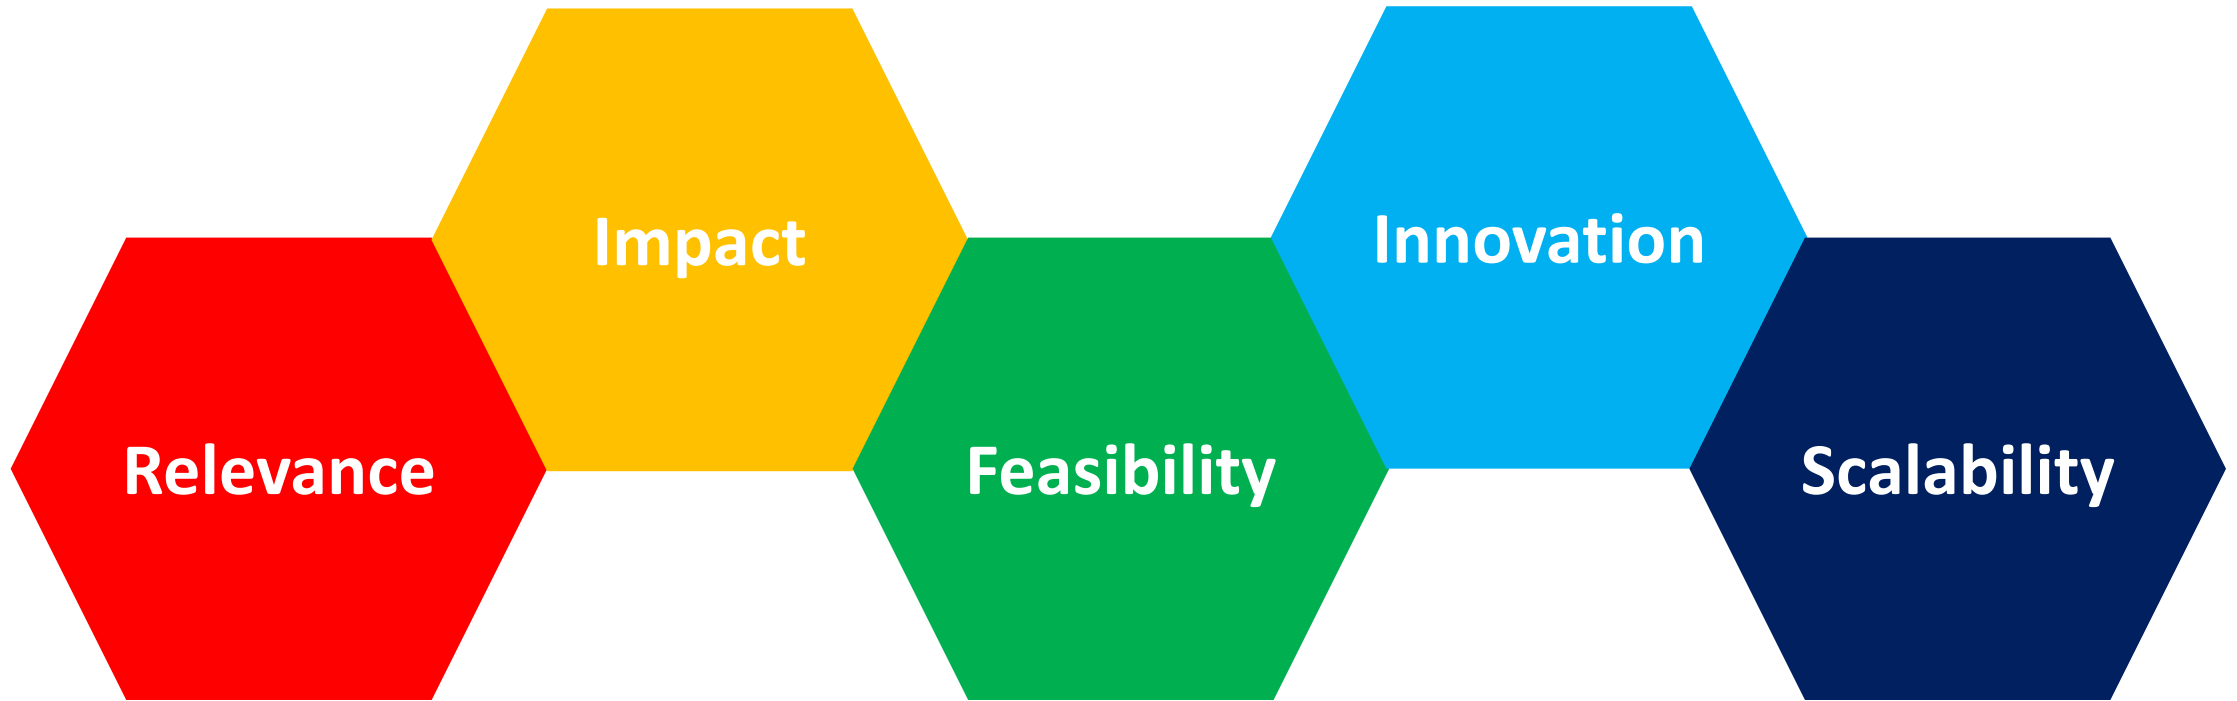 Relevance
Impact
Feasibility
Innovation
Scalability